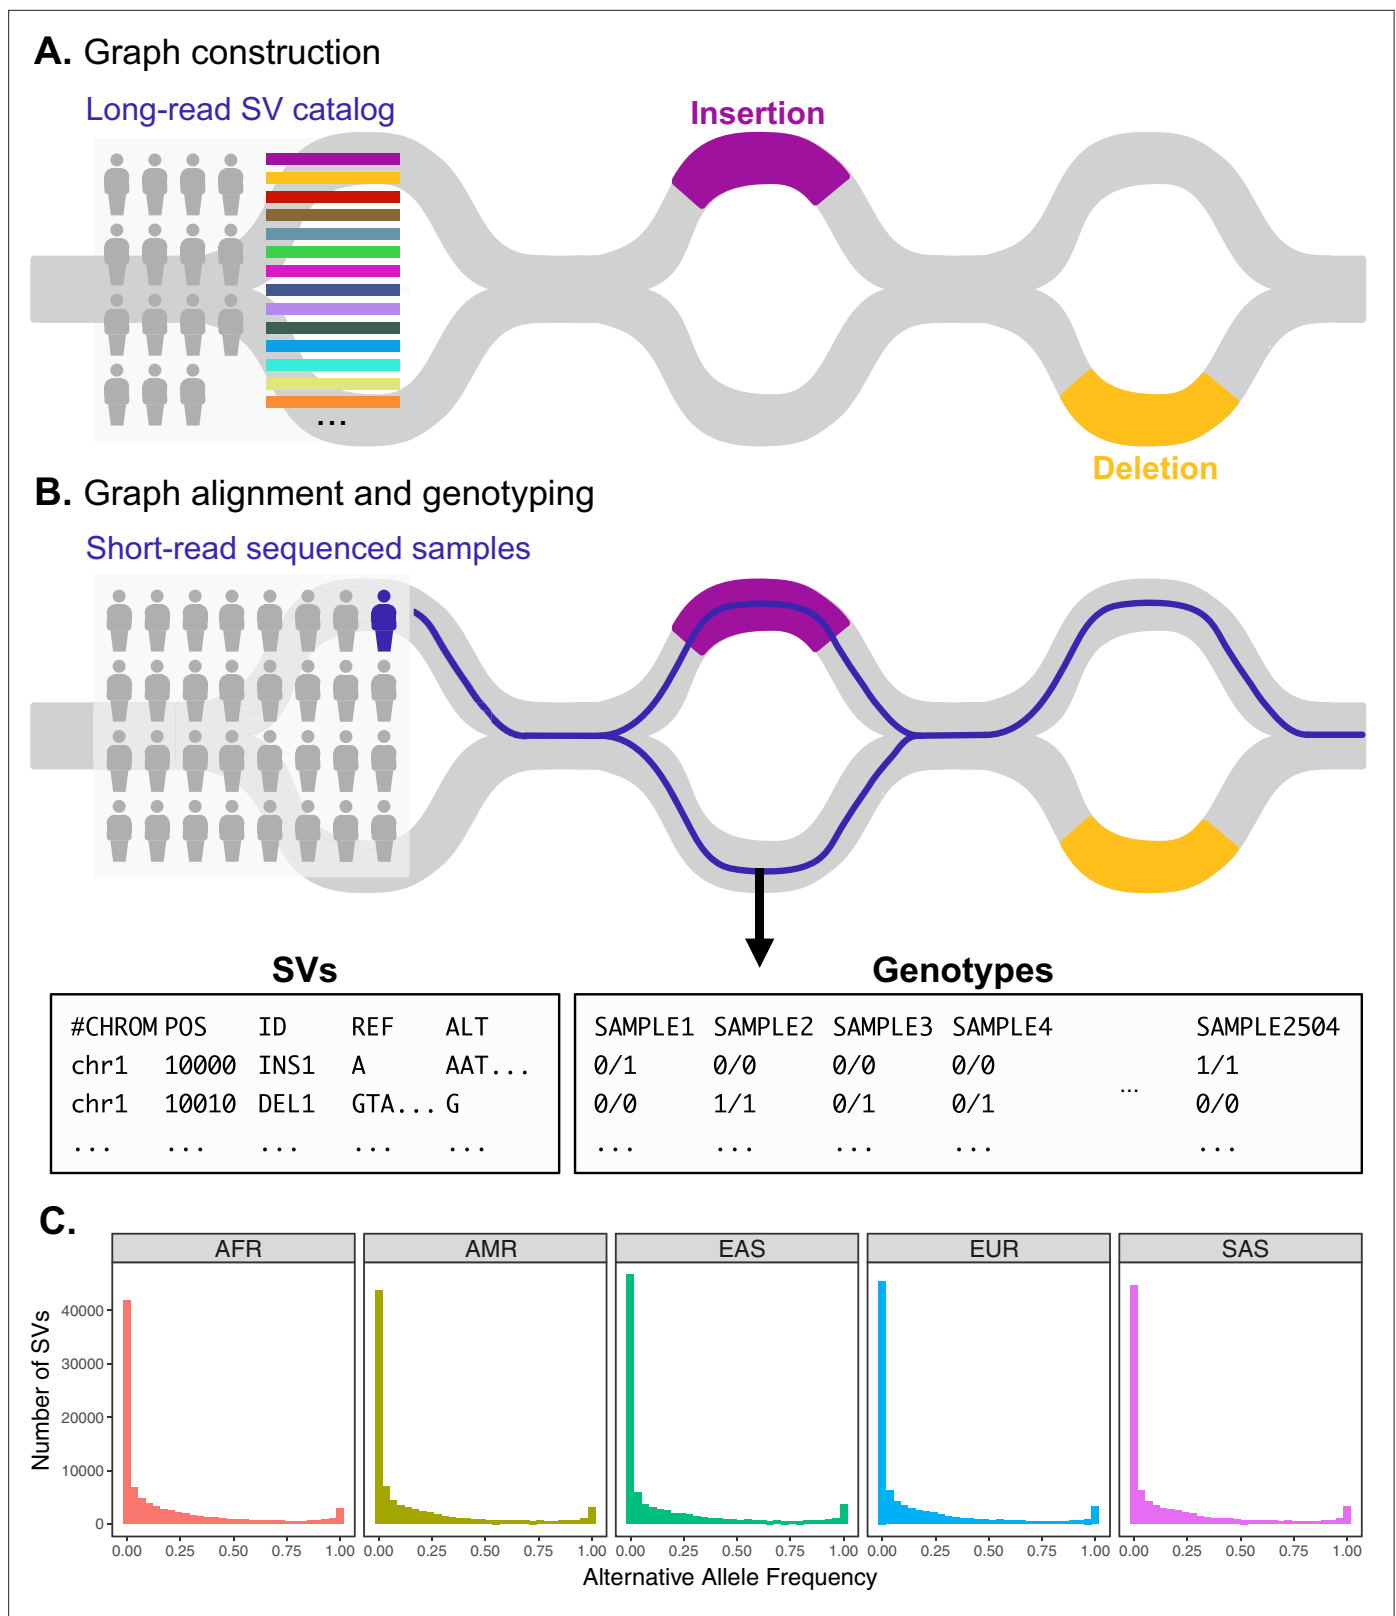 A. Graph construction
Long-read SV catalog
Insertion
...
Deletion
B. Graph alignment and genotyping
Short-read sequenced samples
SVs
#CHROM POS ID REF ALT
chr1 10000 INS1 A AAT...
chr1 10010 DEL1 GTA... G
... ... ... ... ...
Genotypes
SAMPLE1 SAMPLE2 SAMPLE3 SAMPLE4 SAMPLE2504
0/1 0/0 0/0 0/0 ... 1/1
0/0 1/1 0/1 0/1 0/0
... ... ... ... ...
C.
AFR AMR EAS EUR SAS
Number of SVs
40000
30000
20000
10000
0
0.00 0.25 0.50 0.75 1.00 0.00 0.25 0.50 0.75 1.00 0.00 0.25 0.50 0.75 1.00 0.00 0.25 0.50 0.75 1.00 0.00 0.25 0.50 0.75 1.00
Alternative Allele Frequency